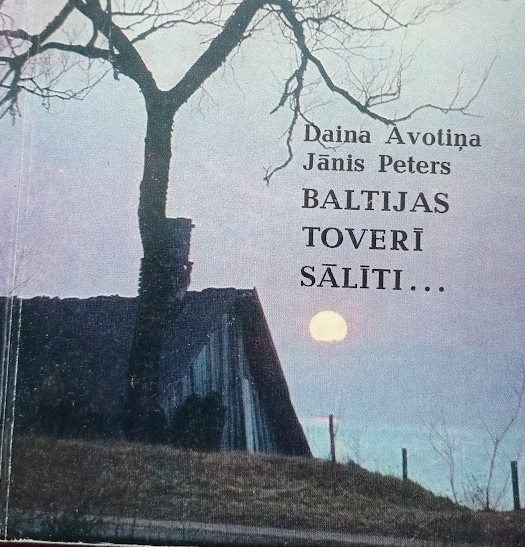 Daina Avotiņa
Jānis Peters
BALTIJAS
TOVERĪ
SĀLĪTI...